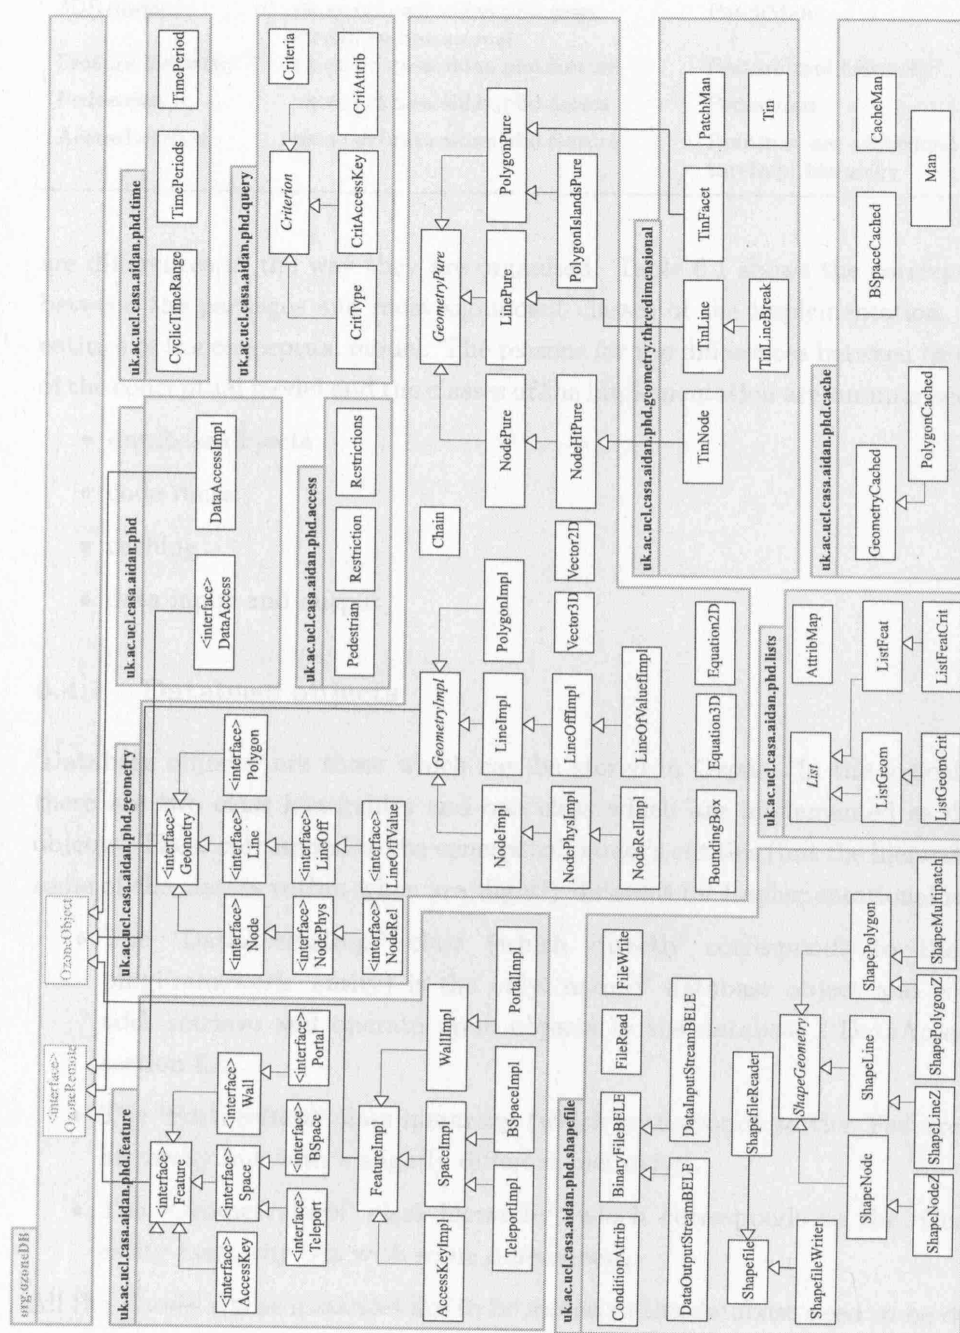 org.ozoneDB
<interface>
OzoneRemote
OzoneObject
uk.ac.ucl.casa.aidan.phd.feature
<interface>
Feature
<interface>
AccessKey
<interface>
Space
<interface>
Wall
<interface>
Teleport
<interface>
BSpace
<interface>
Portal
FeatureImpl
AccessKeyImpl
SpaceImpl
WallImpl
TeleportImpl
BSpaceImpl
PortalImpl
uk.ac.ucl.casa.aidan.phd.geometry
<interface>
Geometry
<interface>
Node
<interface>
Line
<interface>
Polygon
<interface>
NodePhys
<interface>
LineOff
<interface>
NodeRel
<interface>
LineOffValue
GeometryImpl
NodeImpl
LineImpl
PolygonImpl
NodePhysImpl
LineOffImpl
NodeRelImpl
LineOfValuefImpl
Vector3D
Vector2D
BoundingBox
Equation3D
Equation2D
Chain
GeometryPure
NodePure
LinePure
PolygonPure
NodeHtPure
PolygonIslandsPure
uk.ac.ucl.casa.aidan.phd
<interface>
DataAccess
DataAccessImpl
uk.ac.ucl.casa.aidan.phd.access
Pedestrian
Restriction
Restrictions
uk.ac.ucl.casa.aidan.phd.time
CyclicTimeRange
TimePeriods
TimePeriod
uk.ac.ucl.casa.aidan.phd.query
Criterion
Criteria
CritType
CritAccessKey
CritAttrib
uk.ac.ucl.casa.aidan.phd.geometry.threedimensional
TinNode
TinLine
TinFacet
PatchMan
TinLineBreak
Tin
uk.ac.ucl.casa.aidan.phd.cache
GeometryCached
BSpaceCached
CacheMan
PolygonCached
Man
uk.ac.ucl.casa.aidan.phd.lists
List
AttribMap
ListGeom
ListFeat
ListGeomCrit
ListFeatCrit
uk.ac.ucl.casa.aidan.phd.shapefile
ConditionAttrib
BinaryFileBELE
FileRead
FileWrite
DataOutputStreamBELE
DataInputStreamBELE
Shapefile
ShapefileReader
ShapefileWriter
ShapeGeometry
ShapeNode
ShapeLine
ShapePolygon
ShapeNodeZ
ShapeLineZ
ShapePolygonZ
ShapeMultipatch